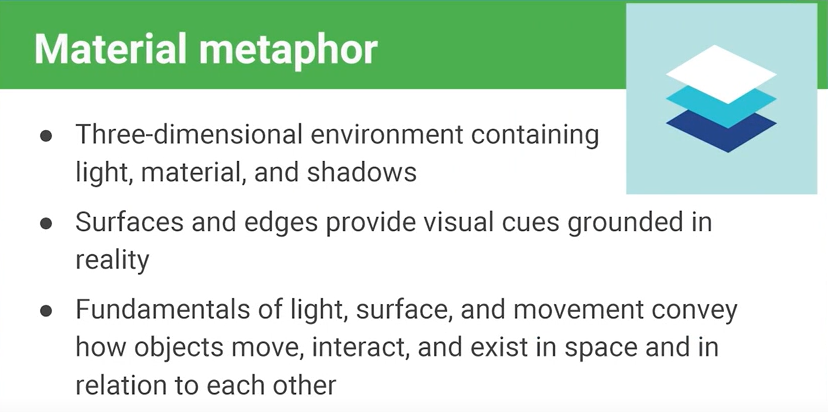 Material metaphor
● Three-dimensional environment containing
light, material, and shadows
● Surfaces and edges provide visual cues grounded in
reality
● Fundamentals of light, surface, and movement convey
how objects move, interact, and exist in space and in
relation to each other